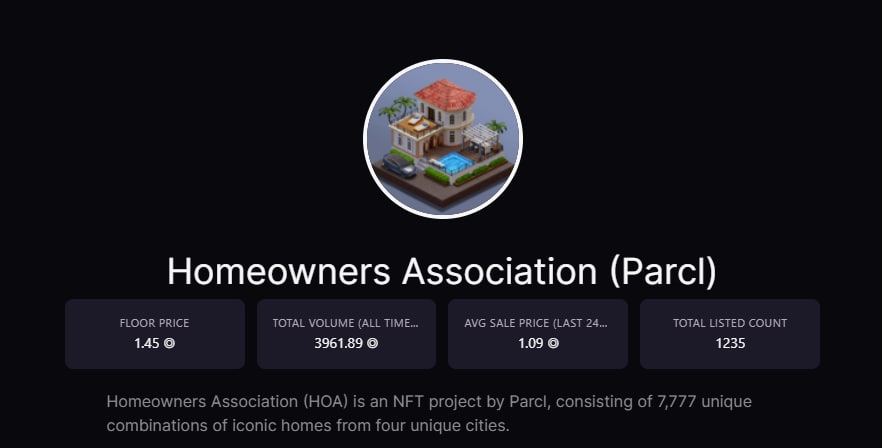 Homeowners Association (Parcl)
FLOOR PRICE
1.45 ◎
TOTAL VOLUME (ALL TIME...
3961.89 ◎
AVG SALE PRICE (LAST 24...
1.09 ◎
TOTAL LISTED COUNT
1235
Homeowners Association (HOA) is an NFT project by Parcl, consisting of 7,777 unique
combinations of iconic homes from four unique cities.